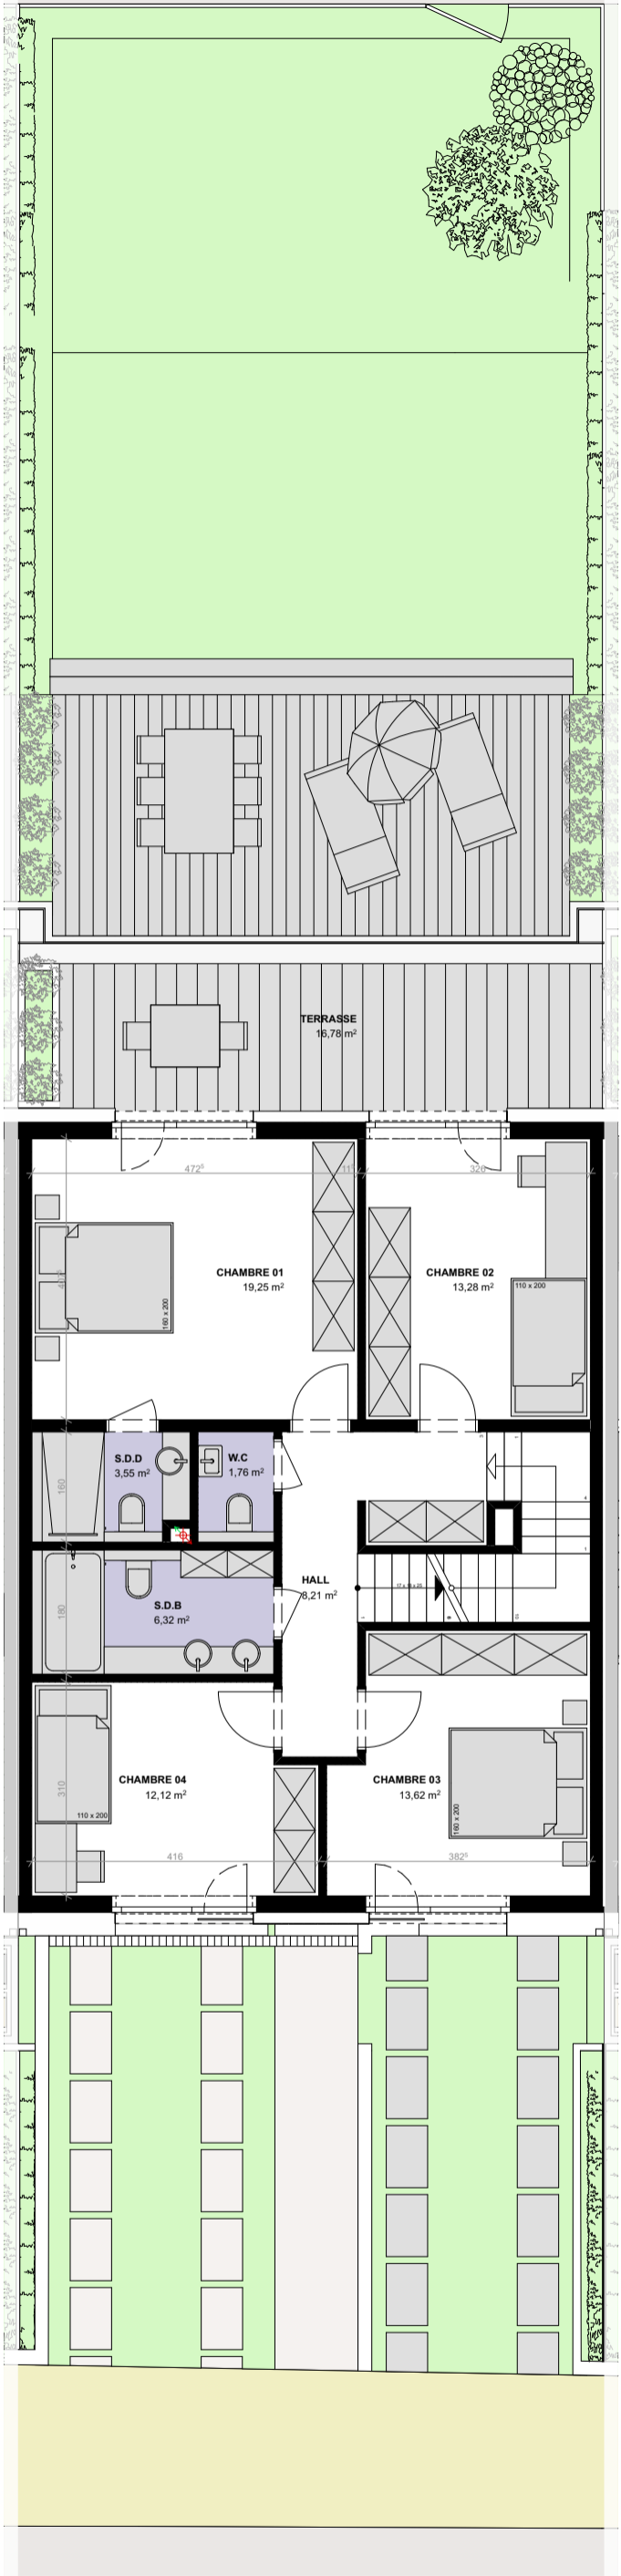 TERRASSE
16,78 m²
472⁵
11⁵
326
CHAMBRE 01
19,25 m²
160 x 200
CHAMBRE 02
13,28 m²
110 x 200
S.D.D
3,55 m²
W.C
1,76 m²
160
HALL
8,21 m²
S.D.B
6,32 m²
180
CHAMBRE 04
12,12 m²
110 x 200
310
CHAMBRE 03
13,62 m²
160 x 200
416
382⁵